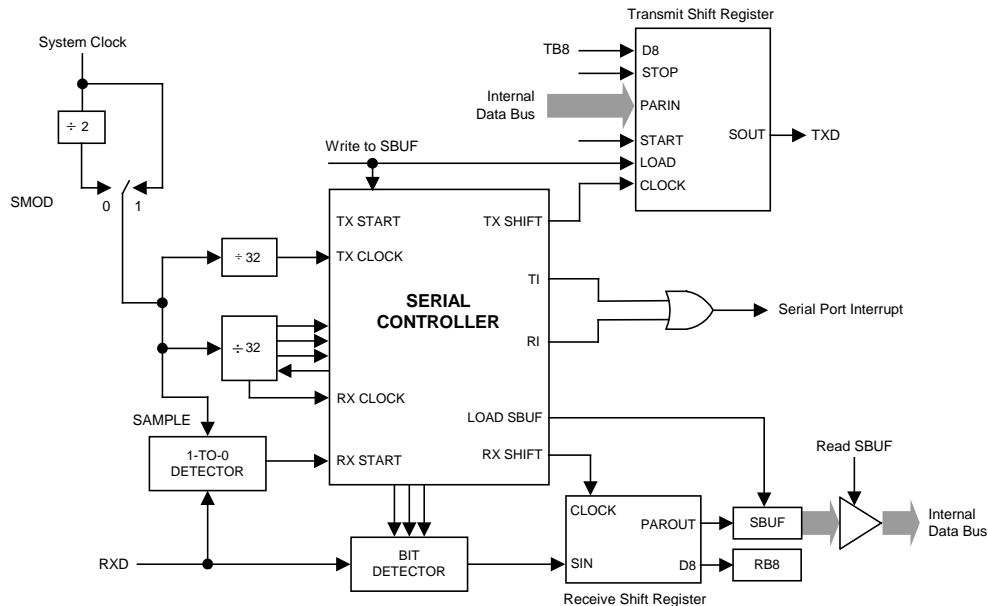 Transmit Shift Register
System Clock
TB8
D8
STOP
÷ 2
Internal
Data Bus
PARIN
SOUT
TXD
START
Write to SBUF
LOAD
CLOCK
SMOD
0
1
TX START
TX SHIFT
÷ 32
TX CLOCK
TI
SERIAL
CONTROLLER
Serial Port Interrupt
÷ 32
RI
RX CLOCK
SAMPLE
LOAD SBUF
1-TO-0
DETECTOR
RX START
RX SHIFT
Read SBUF
CLOCK
PAROUT
SBUF
Internal
Data Bus
RXD
BIT
DETECTOR
SIN
D8
RB8
Receive Shift Register